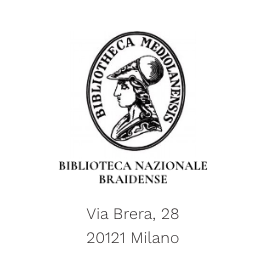 BIBLIOTHECA MEDIOLANENSIS
BIBLIOTECA NAZIONALE
BRAIDENSE
Via Brera, 28
20121 Milano